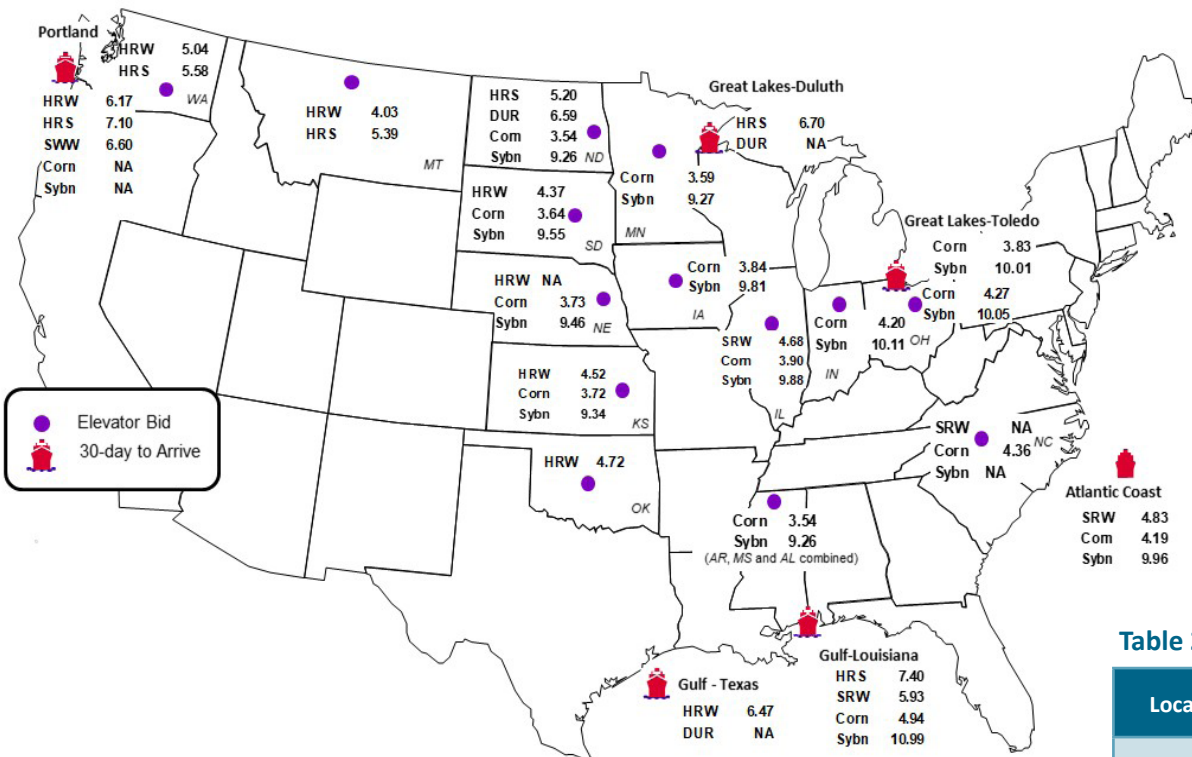 Portland
HRW 6.17
HRS 7.10
SWW 6.60
Corn NA
Sybn NA
HRW 5.04
HRS 5.58
WA
HRW 4.03
HRS 5.39
MT
HRS 5.20
DUR 6.59
Corn 3.54
Sybn 9.26
ND
HRW 4.37
Corn 3.64
Sybn 9.55
SD
HRW NA
Corn 3.73
Sybn 9.46
NE
HRW 4.52
Corn 3.72
Sybn 9.34
KS
HRW 4.72
OK
Great Lakes-Duluth
HRS 6.70
DUR NA
Corn 3.59
Sybn 9.27
MN
Corn 3.84
Sybn 9.81
IA
SRW 4.68
Corn 3.90
Sybn 9.88
IL
Great Lakes-Toledo
Corn 3.83
Sybn 10.01
Corn 4.27
Sybn 10.05
OH
Corn 4.20
Sybn 10.11
IN
SRW NA
Corn 4.36
Sybn NA
NC
Atlantic Coast
SRW 4.83
Corn 4.19
Sybn 9.96
Corn 3.54
Sybn 9.26
(AR, MS and AL combined)
Gulf-Louisiana
HRS 7.40
SRW 5.93
Corn 4.94
Sybn 10.99
Gulf - Texas
HRW 6.47
DUR NA
Elevator Bid
30-day to Arrive
Table
Loca